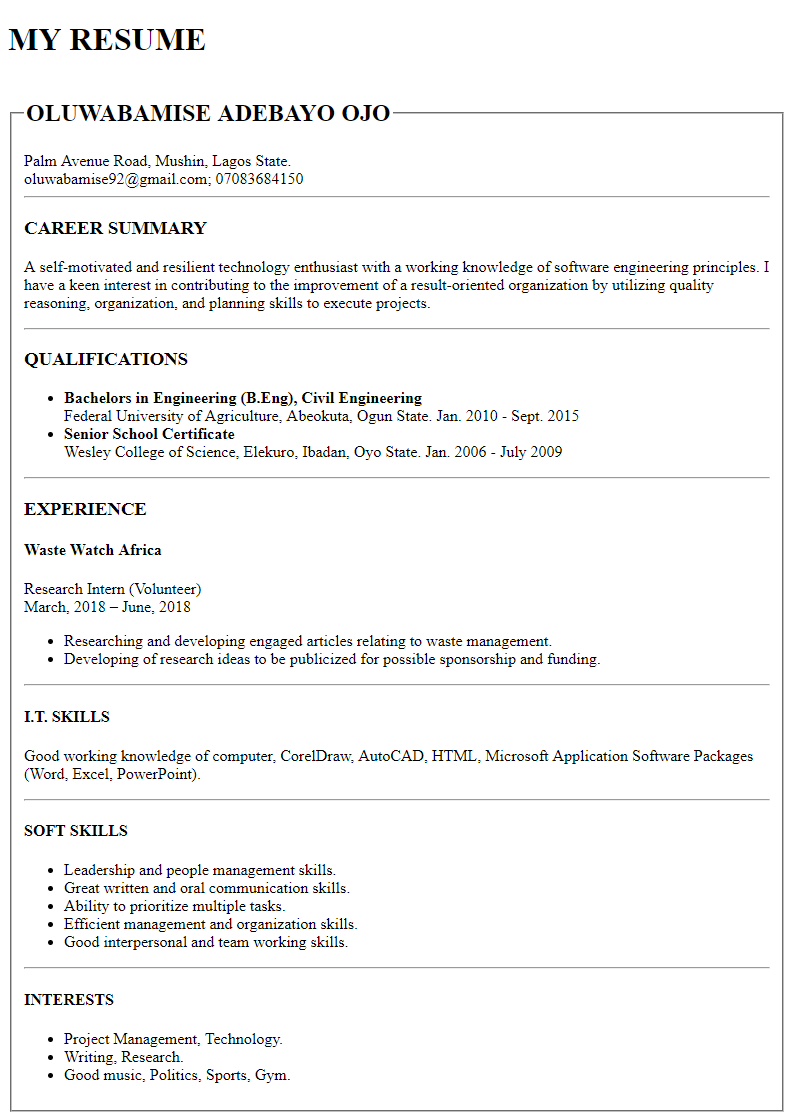 MY RESUME
OLUWABAMISE ADEBAYO OJO
Palm Avenue Road, Mushin, Lagos State.
oluwabamise92@gmail.com; 07083684150
CAREER SUMMARY
A self-motivated and resilient technology enthusiast with a working knowledge of software engineering principles. I
have a keen interest in contributing to the improvement of a result-oriented organization by utilizing quality
reasoning, organization, and planning skills to execute projects.
QUALIFICATIONS
• Bachelors in Engineering (B.Eng), Civil Engineering
Federal University of Agriculture, Abeokuta, Ogun State. Jan. 2010 - Sept. 2015
• Senior School Certificate
Wesley College of Science, Elekuro, Ibadan, Oyo State. Jan. 2006 - July 2009
EXPERIENCE
Waste Watch Africa
Research Intern (Volunteer)
March, 2018 – June, 2018
• Researching and developing engaged articles relating to waste management.
• Developing of research ideas to be publicized for possible sponsorship and funding.
I.T. SKILLS
Good working knowledge of computer, CorelDraw, AutoCAD, HTML, Microsoft Application Software Packages
(Word, Excel, PowerPoint).
SOFT SKILLS
• Leadership and people management skills.
• Great written and oral communication skills.
• Ability to prioritize multiple tasks.
• Efficient management and organization skills.
• Good interpersonal and team working skills.
INTERESTS
• Project Management, Technology.
• Writing, Research.
• Good music, Politics, Sports, Gym.